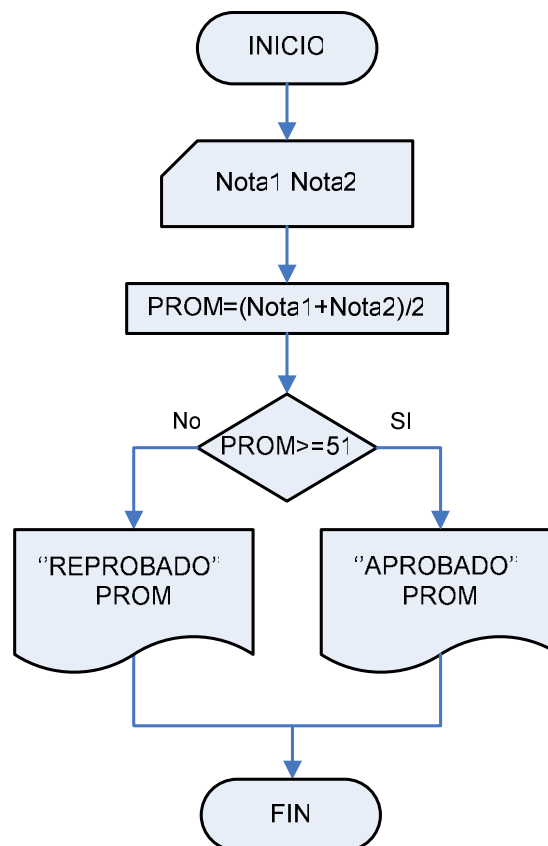 INICIO
Nota1 Nota2
PROM=(Nota1+Nota2)/2
No
SI
PROM>=51
‘‘REPROBADO’’
PROM
‘‘APROBADO’’
PROM
FIN